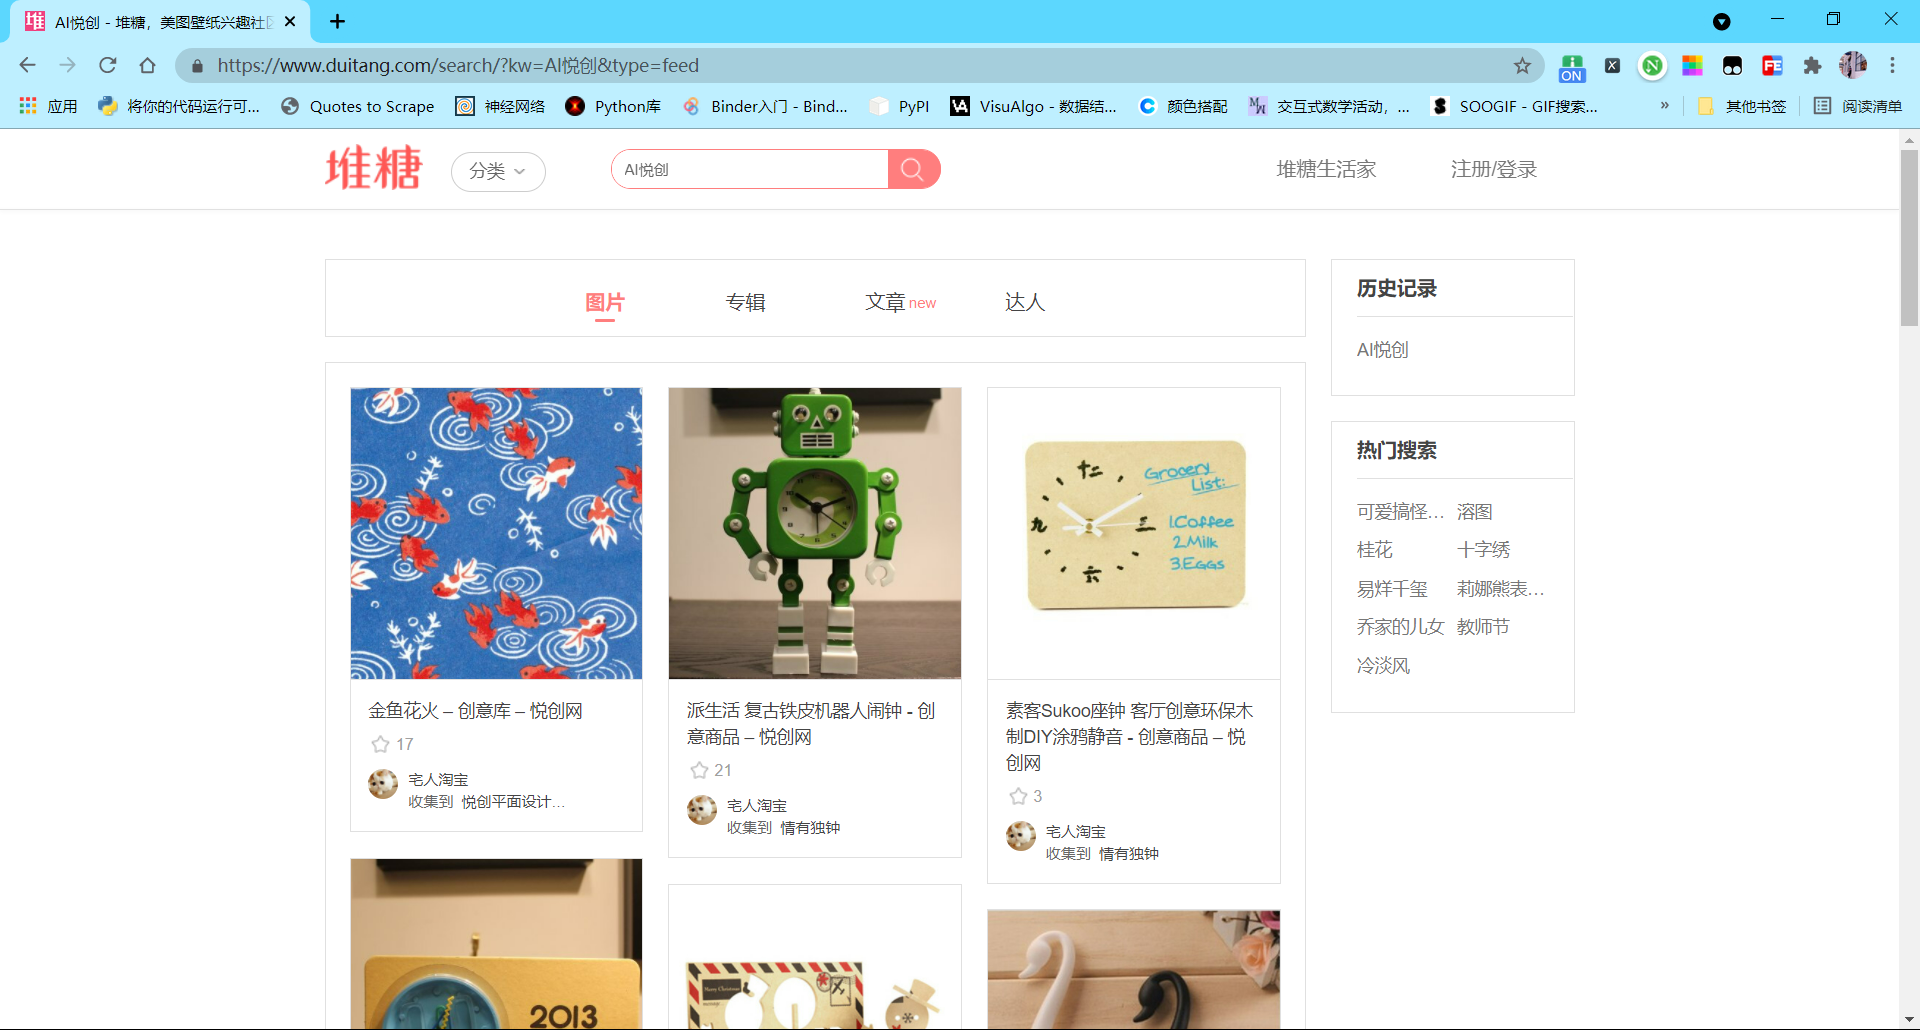 堆 AI悦创 - 堆糖，美图壁纸兴趣社区
https://www.duitang.com/search/?kw=AI悦创&type=feed
ON
应用 将你的代码运行可... Quotes to Scrape 神经网络 Python库 Binder入门 - Bind... PyPI VisuAlgo - 数据结... 颜色搭配 交互式数学活动，... SOOGIF - GIF搜索... » 其他书签 阅读清单
堆糖 分类 AI悦创 堆糖生活家 注册/登录
图片 专辑 文章 new 达人
历史记录
AI悦创
热门搜索
可爱搞怪... 溶图
桂花 十字绣
易烊千玺 莉娜熊表...
乔家的儿女 教师节
冷淡风
十二
九
三
六
Grocery
List:
1.Coffee
2.Milk
3.Eggs
金鱼花火 – 创意库 – 悦创网
17
宅人淘宝
收集到 悦创平面设计...
派生活 复古铁皮机器人闹钟 - 创
意商品 – 悦创网
21
宅人淘宝
收集到 情有独钟
素客Sukoo座钟 客厅创意环保木
制DIY涂鸦静音 - 创意商品 – 悦
创网
3
宅人淘宝
收集到 情有独钟
2013
Merry Christmas